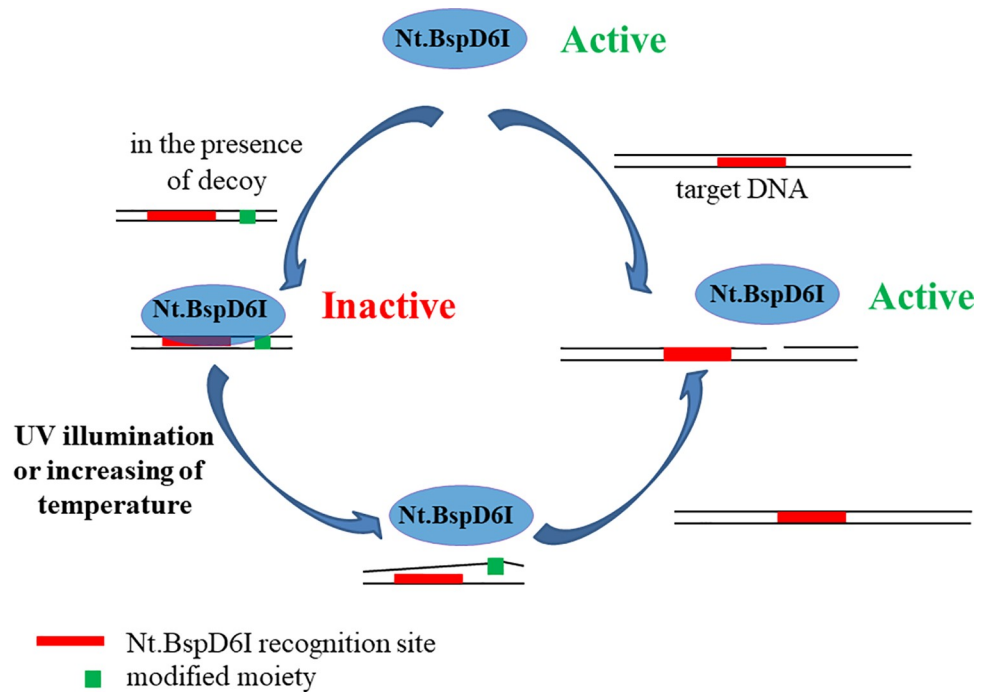 Nt.BspD6I
Active
in the presence
of decoy
target DNA
Nt.BspD6I
Inactive
Nt.BspD6I
Active
UV illumination
or increasing of
temperature
Nt.BspD6I
Nt.BspD6I recognition site
modified moiety